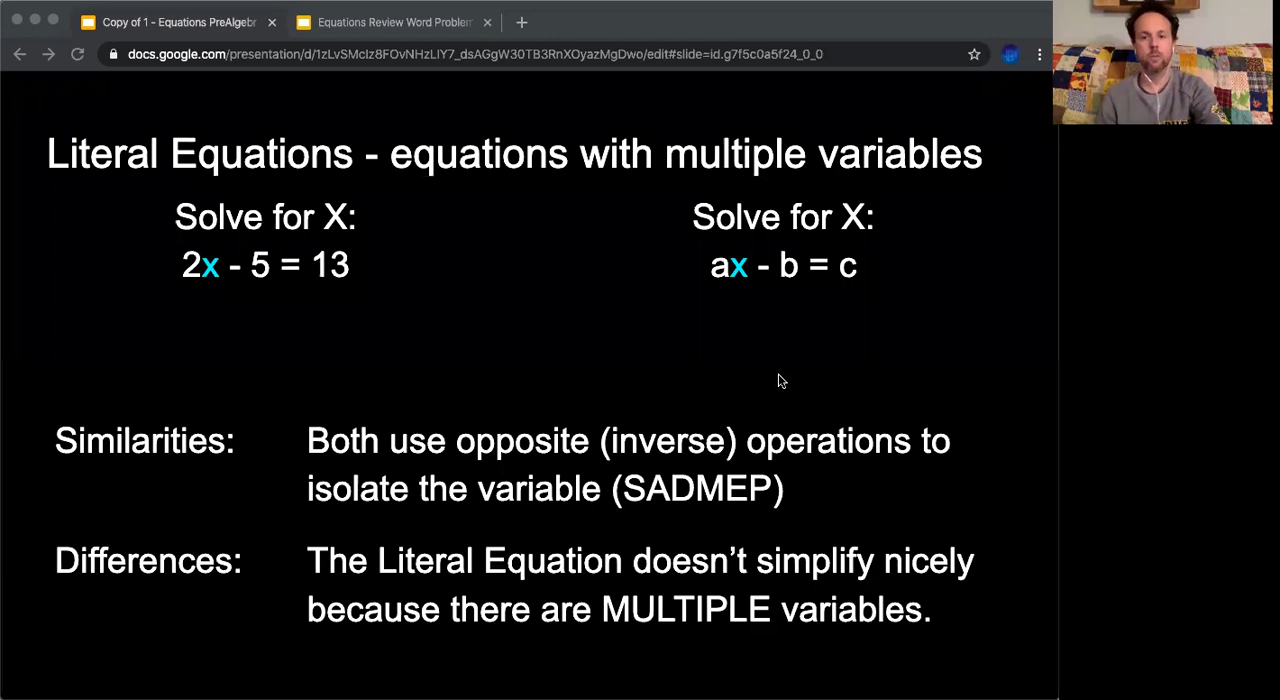 Copy of 1 - Equations PreAlgebr
Equations Review Word Problem
docs.google.com/presentation/d/1zLvSMclz8FOvNHzLlY7_dsAGgW30TB3RnXOyazMgDwo/edit#slide=id.g7f5c0a5f24_0_0
Literal Equations - equations with multiple variables
Solve for X:
2x - 5 = 13
Solve for X:
ax - b = c
Similarities:
Both use opposite (inverse) operations to
isolate the variable (SADMEP)
Differences:
The Literal Equation doesn’t simplify nicely
because there are MULTIPLE variables.